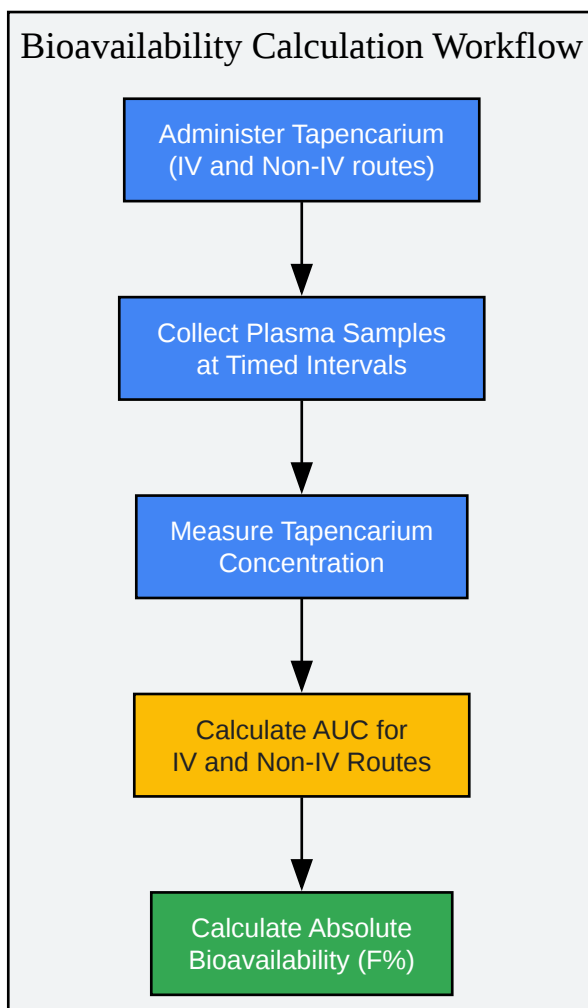 Bioavailability Calculation Workflow
Administer Tapencarium
(IV and Non-IV routes)
Collect Plasma Samples
at Timed Intervals
Measure Tapencarium
Concentration
Calculate AUC for
IV and Non-IV Routes
Calculate Absolute
Bioavailability (F%)